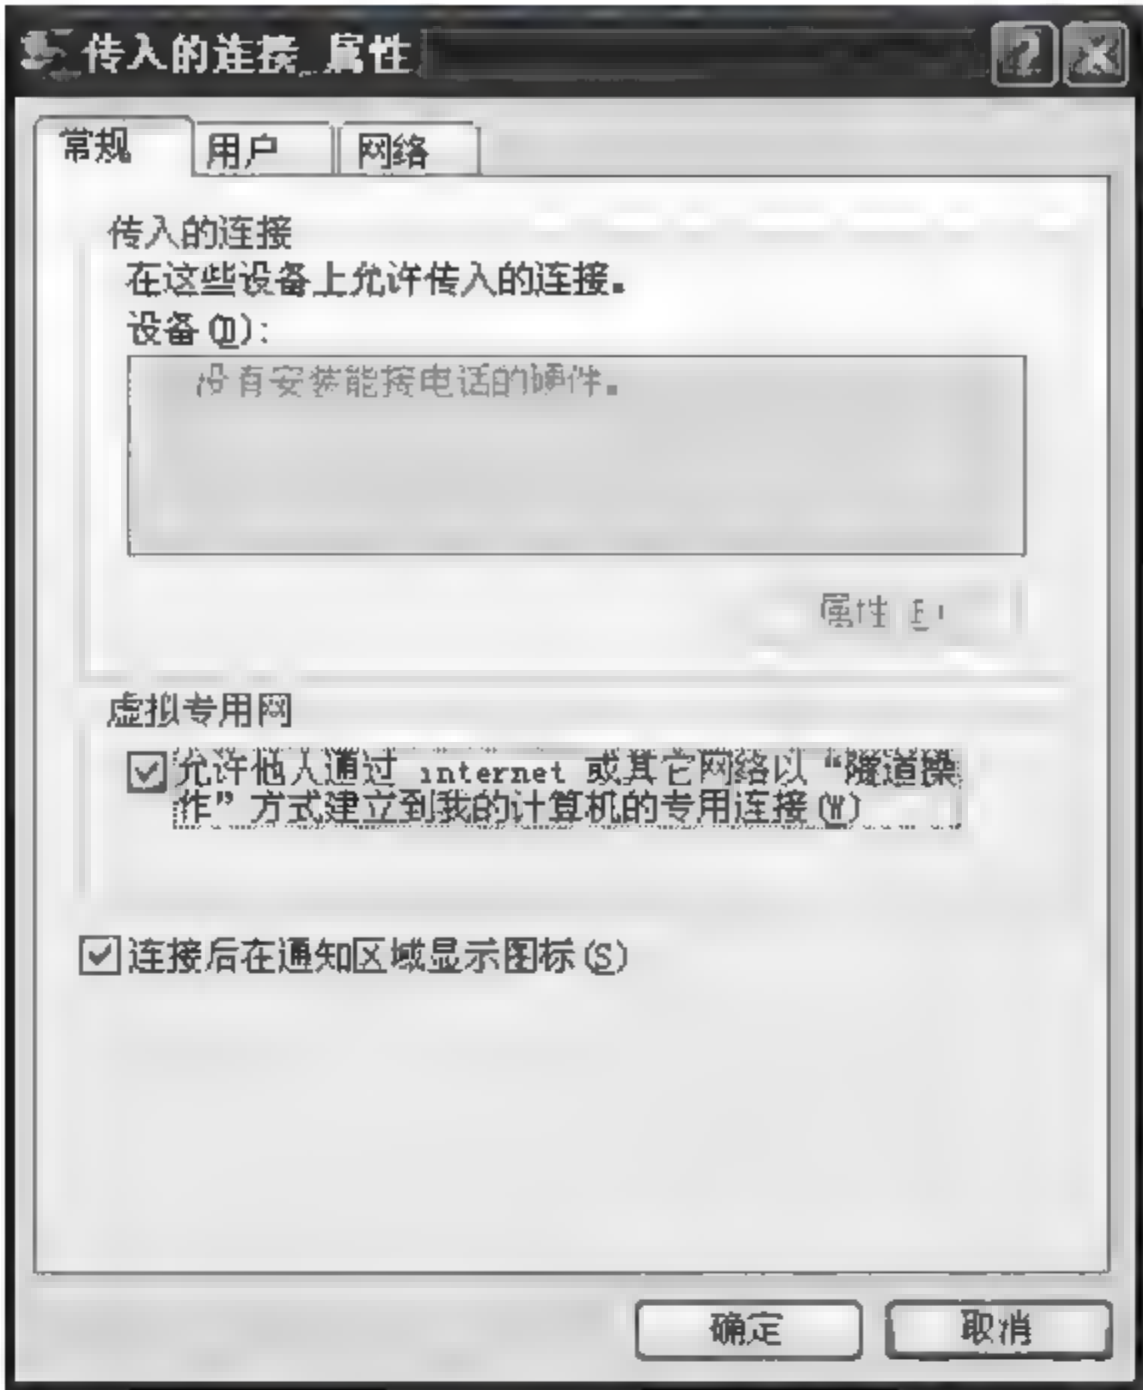 传入的连接 属性
常规 用户 网络
传入的连接
在这些设备上允许传入的连接。
设备(D):
没有安装能接电话的硬件。
属性(R)
虚拟专用网
允许他人通过 internet 或其它网络以“隧道操
作”方式建立到我的计算机的专用连接(W)
连接后在通知区域显示图标(S)
确定 取消